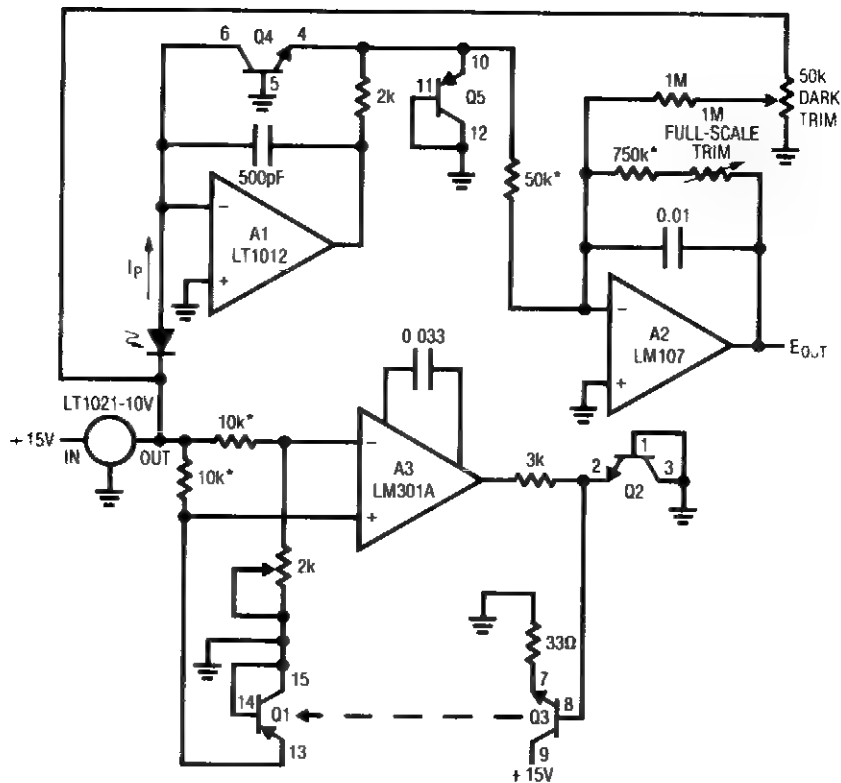 6 Q4 4
5
2k
500pF
A1
LT1012
−
+
IP
11 Q5
10
12
50k*
1M
50k
DARK
TRIM
1M
FULL-SCALE
TRIM
750k*
0.01
−
A2
LM107
+
EOUT
LT1021-10V
+15V
IN
OUT
10k*
10k*
0 033
−
A3
LM301A
+
3k
2
1
3
Q2
2k
15
14
Q1
13
33Ω
7
Q3
8
9
+15V